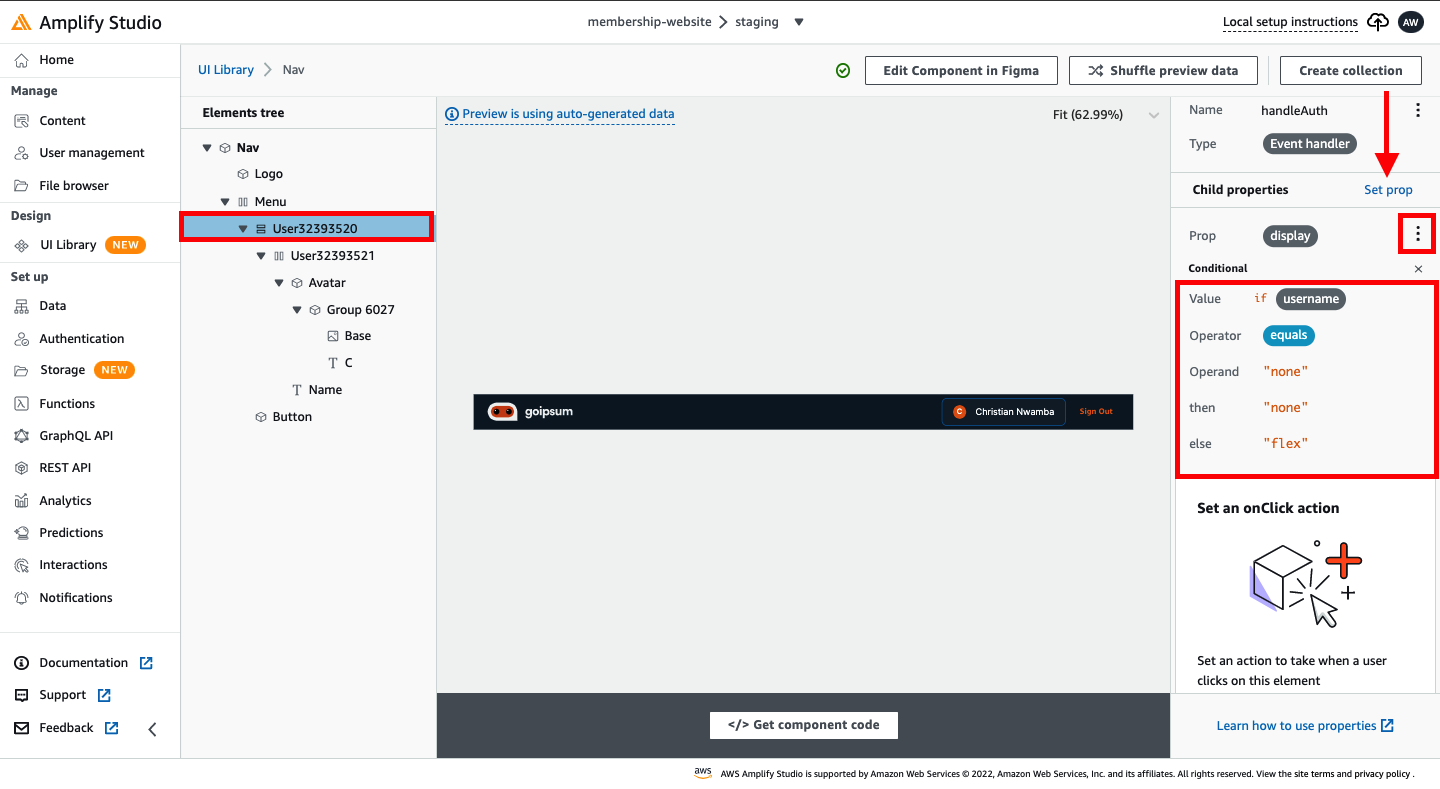 Amplify Studio
membership-website staging
Local setup instructions
AW
Home
Manage
Content
User management
File browser
Design
UI Library NEW
Set up
Data
Authentication
Storage NEW
Functions
GraphQL API
REST API
Analytics
Predictions
Interactions
Notifications
Documentation
Support
Feedback
UI Library Nav
Edit Component in Figma
Shuffle preview data
Create collection
Elements tree
Nav
Logo
Menu
User32393520
User32393521
Avatar
Group 6027
Base
C
Name
Button
Preview is using auto-generated data
Fit (62.99%)
goipsum
C Christian Nwamba Sign Out
</> Get component code
Name handleAuth
Type Event handler
Child properties Set prop
Prop display
Conditional
Value if username
Operator equals
Operand "none"
then "none"
else "flex"
Set an onClick action
Set an action to take when a user
clicks on this element
Learn how to use properties
aws AWS Amplify Studio is supported by Amazon Web Services © 2022, Amazon Web Services, Inc. and its affiliates. All rights reserved. View the site terms and privacy policy .